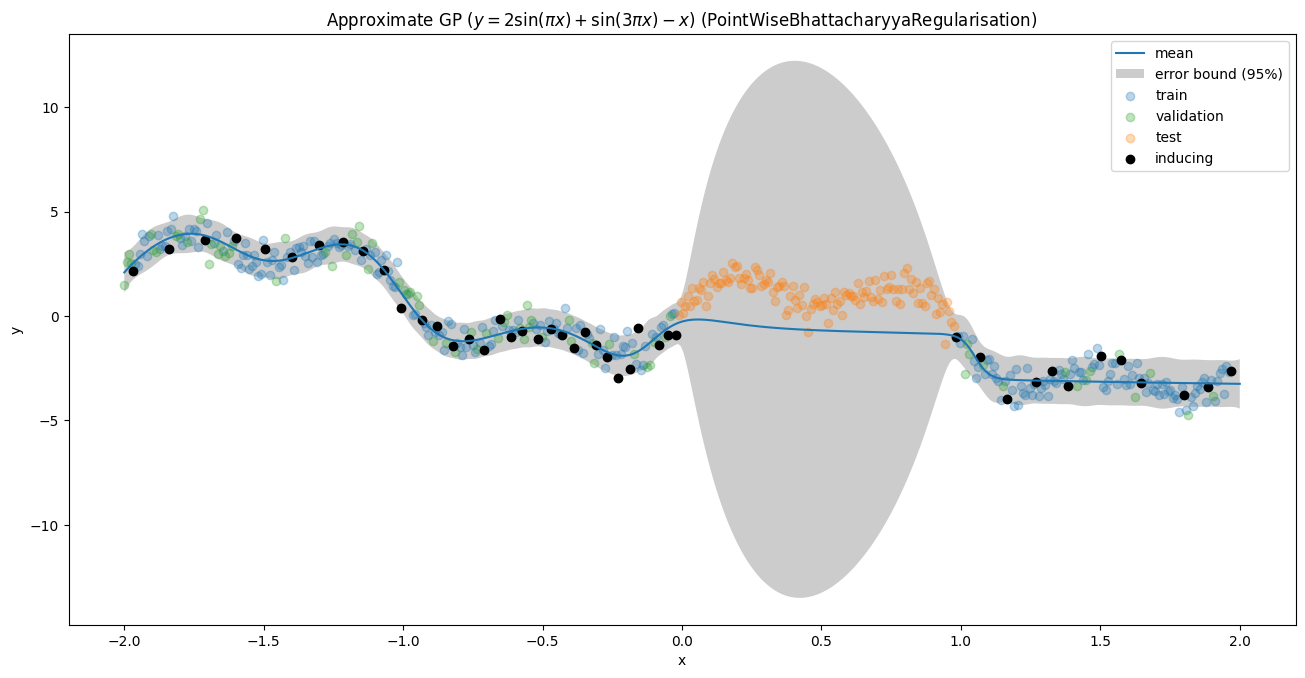 Approximate GP (y = 2sin(πx) + sin(3πx) − x) (PointWiseBhattacharyyaRegularisation)
mean
error bound (95%)
train
validation
test
inducing
10
5
0
−5
−10
y
−2.0 −1.5 −1.0 −0.5 0.0 0.5 1.0 1.5 2.0
x